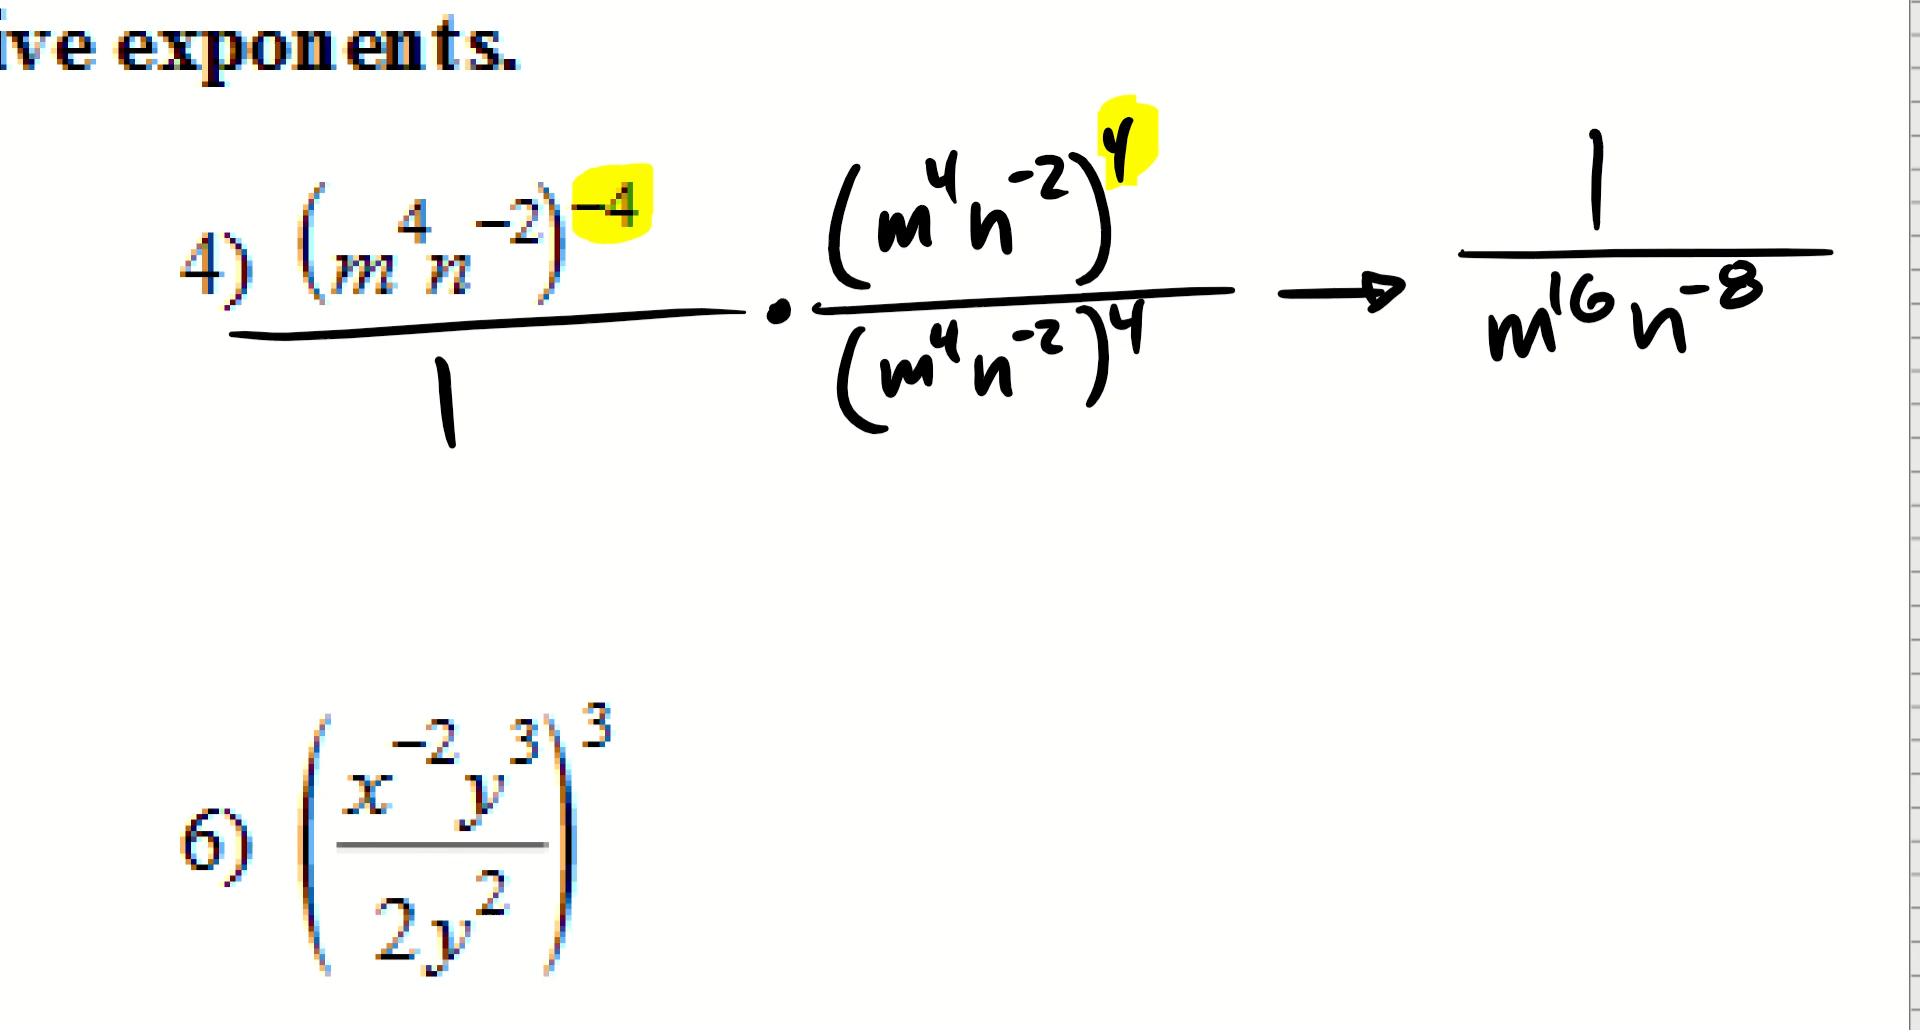 ive exponents.
4) (m^4 n^-2)^-4 / 1 • (m^4 n^-2)^4 / (m^4 n^-2)^4 → 1 / m^16 n^-8
6) (x^-2 y^3 / 2y^2)^3